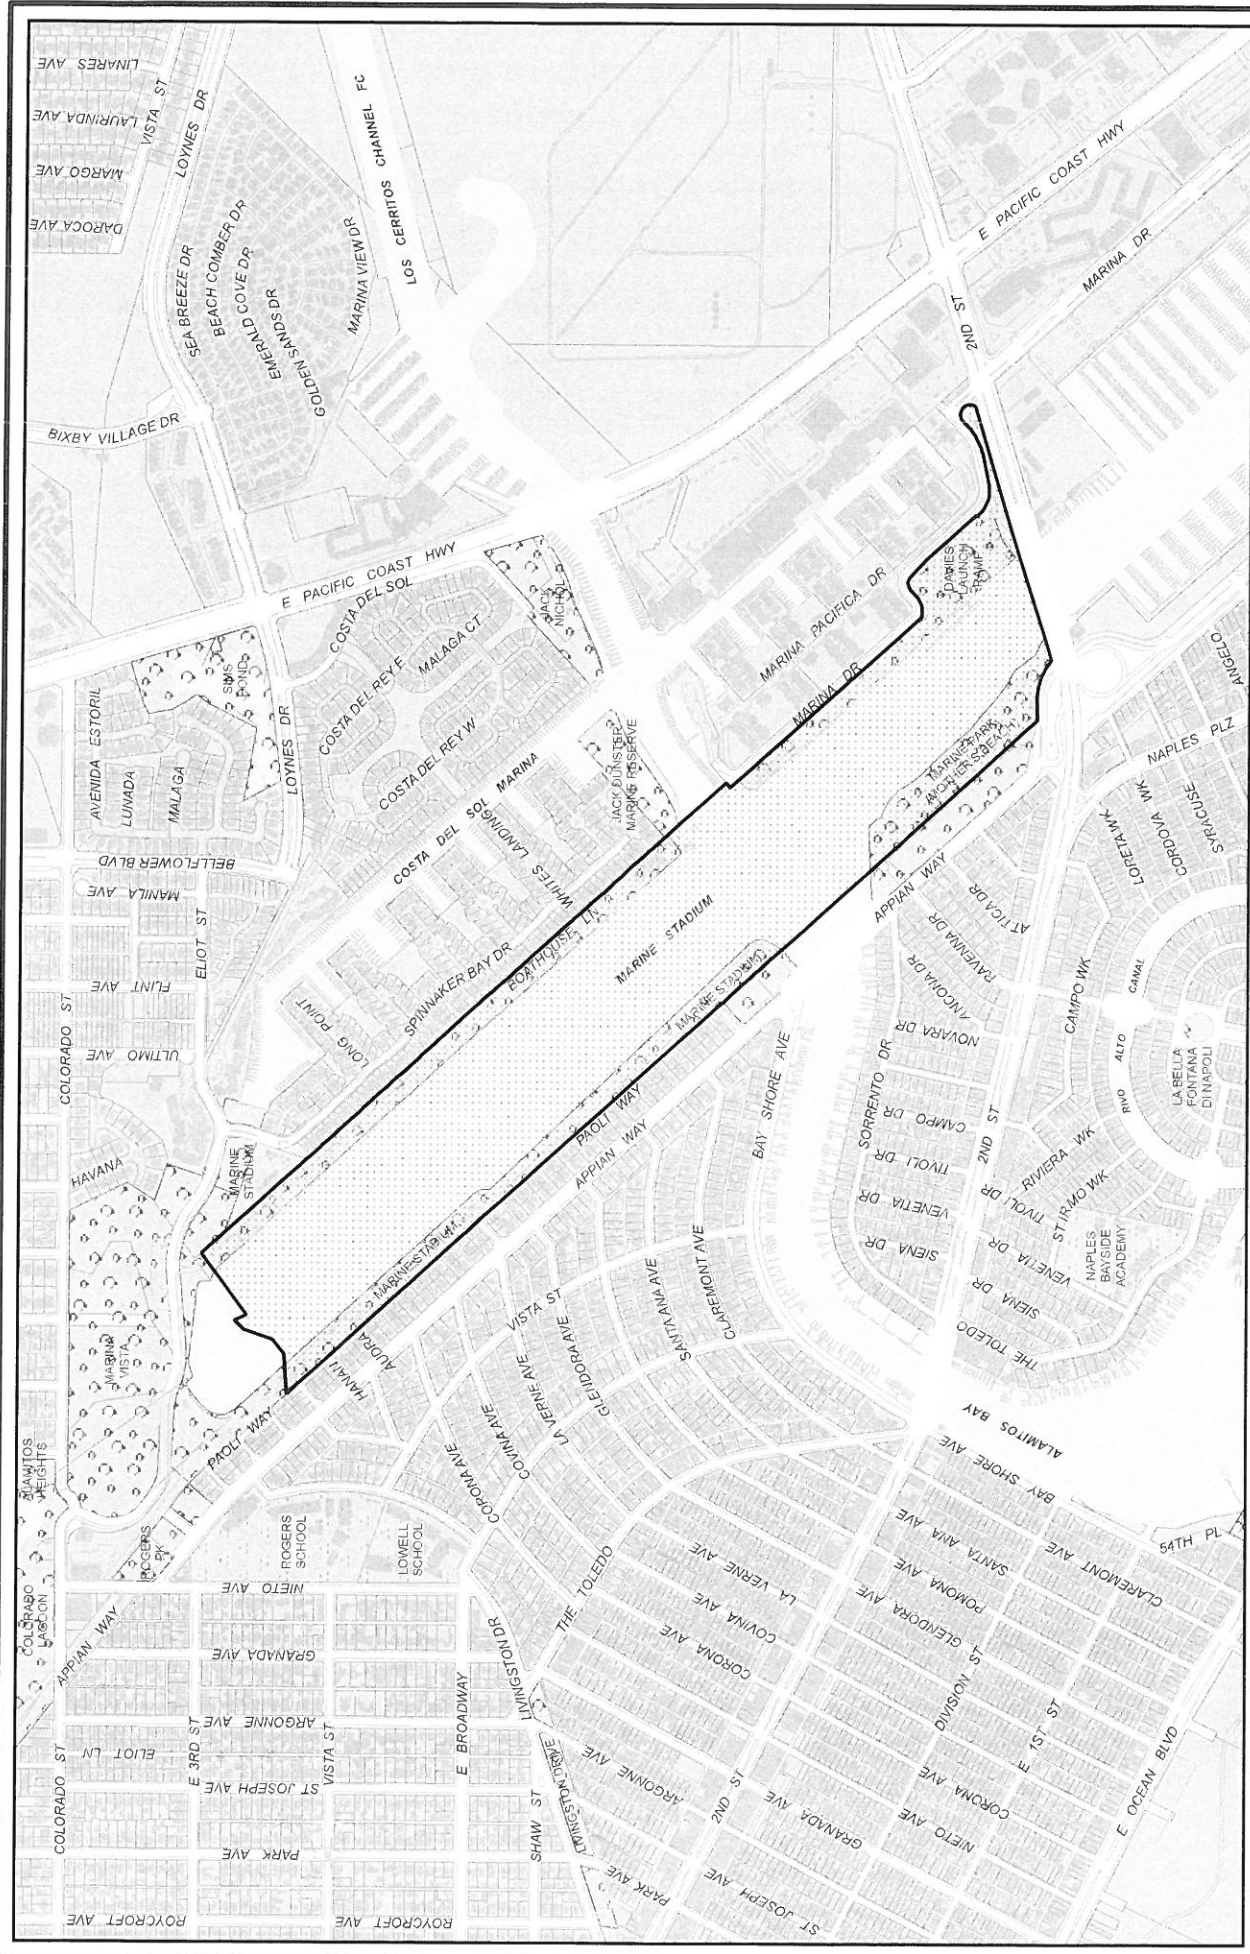 LINARES AVE
LAURINDA AVE
MARGO AVE
DAROCA AVE
VISTA ST
LOYNES DR
LOS CERRITOS CHANNEL FC
SEA BREEZE DR
BEACH COMBER DR
EMERALD COVE DR
EMERALD SANDS DR
GOLDEN
MARINA VIEW DR
BIXBY VILLAGE DR
E PACIFIC COAST HWY
MARINA DR
2ND ST
E PACIFIC COAST HWY
COSTA DEL SOL
MALAGA CT
COSTA DEL REY E
COSTA DEL REY W
JACK
NICHOL
SIMS
POND
LOYNES DR
AVENIDA ESTORIL
LUNADA
MALAGA
BELLFLOWER BLVD
MANILA AVE
FLINT AVE
ULTIMO AVE
ELIOT ST
COLORADO ST
COSTA DEL SOL MARINA
WHITES LANDING
JACK DUNSTER
MARINE RESERVE
MARINA PACIFICA DR
MARINA DR
DAVIES
LAUNCH
RAMP
MARINE PARK
(MOTHER'S BEACH)
LONG
POINT
SPINNAKER BAY DR
BOATHOUSE LN
MARINE STADIUM
MARINE STADIUM
MARINE
STADIUM
MARINE STADIUM
HAVANA
MARINA
VISTA
PAOLI WAY
APPIAN WAY
APPIAN WAY
ANGELO
NAPLES PLZ
SYRACUSE
CORDOVA WK
LORETA WK
ATTICA DR
RAVENNA DR
ANCONA DR
NOVARA DR
CAMPO WK
CANAL
ALTO
RIVO
LA BELLA
FONTANA
DI NAPOLI
BAY SHORE AVE
SORRENTO DR
CAMPO DR
TIVOLI DR
VENETIA DR
SIENA DR
2ND ST
RIVIERA WK
ST IRMO WK
TIVOLI DR
VENETIA DR
SIENA DR
NAPLES
BAYSIDE
ACADEMY
THE TOLEDO
ALAMITOS BAY
PAOLI WAY
HANAN
AUDRA
VISTA ST
SANTA ANA AVE
CLAREMONT AVE
GLENDORA AVE
LA VERNE AVE
COVINA AVE
CORONA AVE
ALAMITOS
HEIGHTS
COLORADO
LAGOON
ROGERS
PK
ROGERS
SCHOOL
LOWELL
SCHOOL
NIETO AVE
GRANADA AVE
ARGONNE AVE
ELIOT LN
ST JOSEPH AVE
PARK AVE
ROYCROFT AVE
ROYCROFT AVE
APPIAN WAY
COLORADO ST
E 3RD ST
VISTA ST
E BROADWAY
SHAW ST
LIVINGSTON DR
LIVINGSTON DRIVE
THE TOLEDO
LA VERNE AVE
COVINA AVE
CORONA AVE
ARGONNE AVE
2ND ST
PARK AVE
ST JOSEPH AVE
GRANADA AVE
NIETO AVE
CORONA AVE
DIVISION ST
E 1ST ST
GLENDORA AVE
POMONA AVE
SANTA ANA AVE
BAY SHORE AVE
CLAREMONT AVE
54TH PL
E OCEAN BLVD